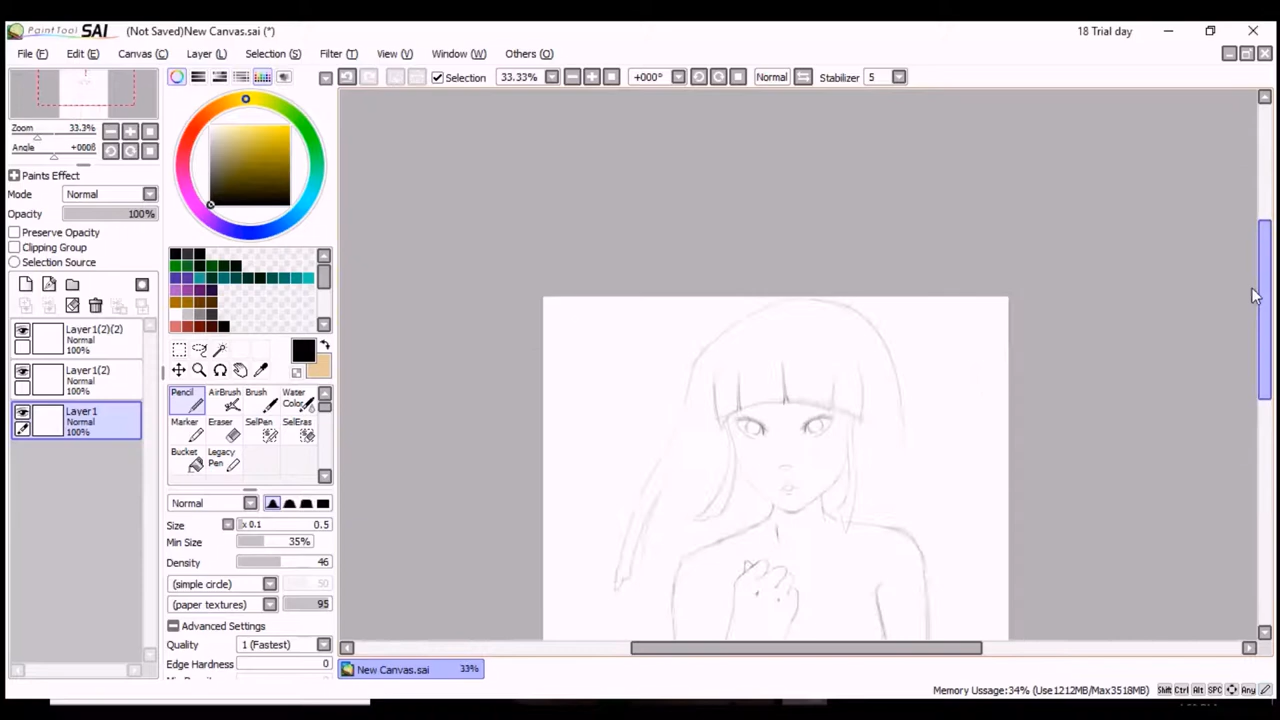 PaintTool SAI (Not Saved)New Canvas.sai (*) 18 Trial day
File (F) Edit (E) Canvas (C) Layer (L) Selection (S) Filter (T) View (V) Window (W) Others (O)
Selection 33.33% +000° Normal Stabilizer 5
Zoom 33.3%
Angle +000ß
Paints Effect
Mode Normal
Opacity 100%
Preserve Opacity
Clipping Group
Selection Source
Layer1(2)(2)
Normal
100%
Layer1(2)
Normal
100%
Layer1
Normal
100%
Pencil AirBrush Brush Water Color
Marker Eraser SelPen SelEras
Bucket Legacy Pen
Normal
Size x 0.1 0.5
Min Size 35%
Density 46
(simple circle) 50
(paper textures) 95
Advanced Settings
Quality 1 (Fastest)
Edge Hardness 0
New Canvas.sai 33%
Memory Ussage:34% (Use1212MB/Max3518MB) Shift Ctrl Alt SPC Any